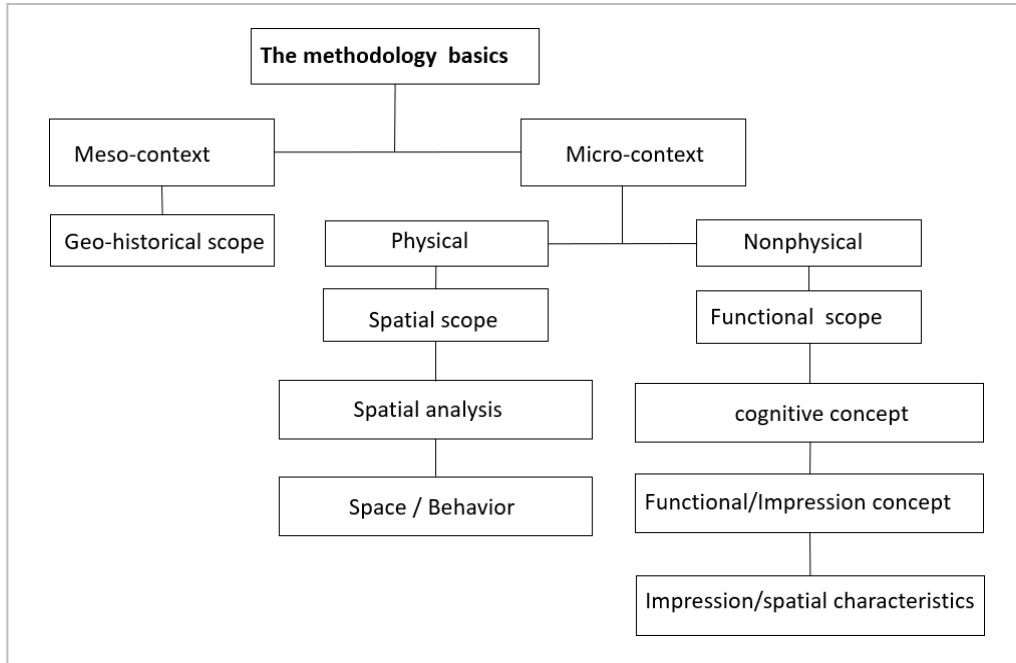 The methodology basics
Meso-context
Micro-context
Geo-historical scope
Physical
Nonphysical
Spatial scope
Functional scope
Spatial analysis
cognitive concept
Space / Behavior
Functional/Impression concept
Impression/spatial characteristics